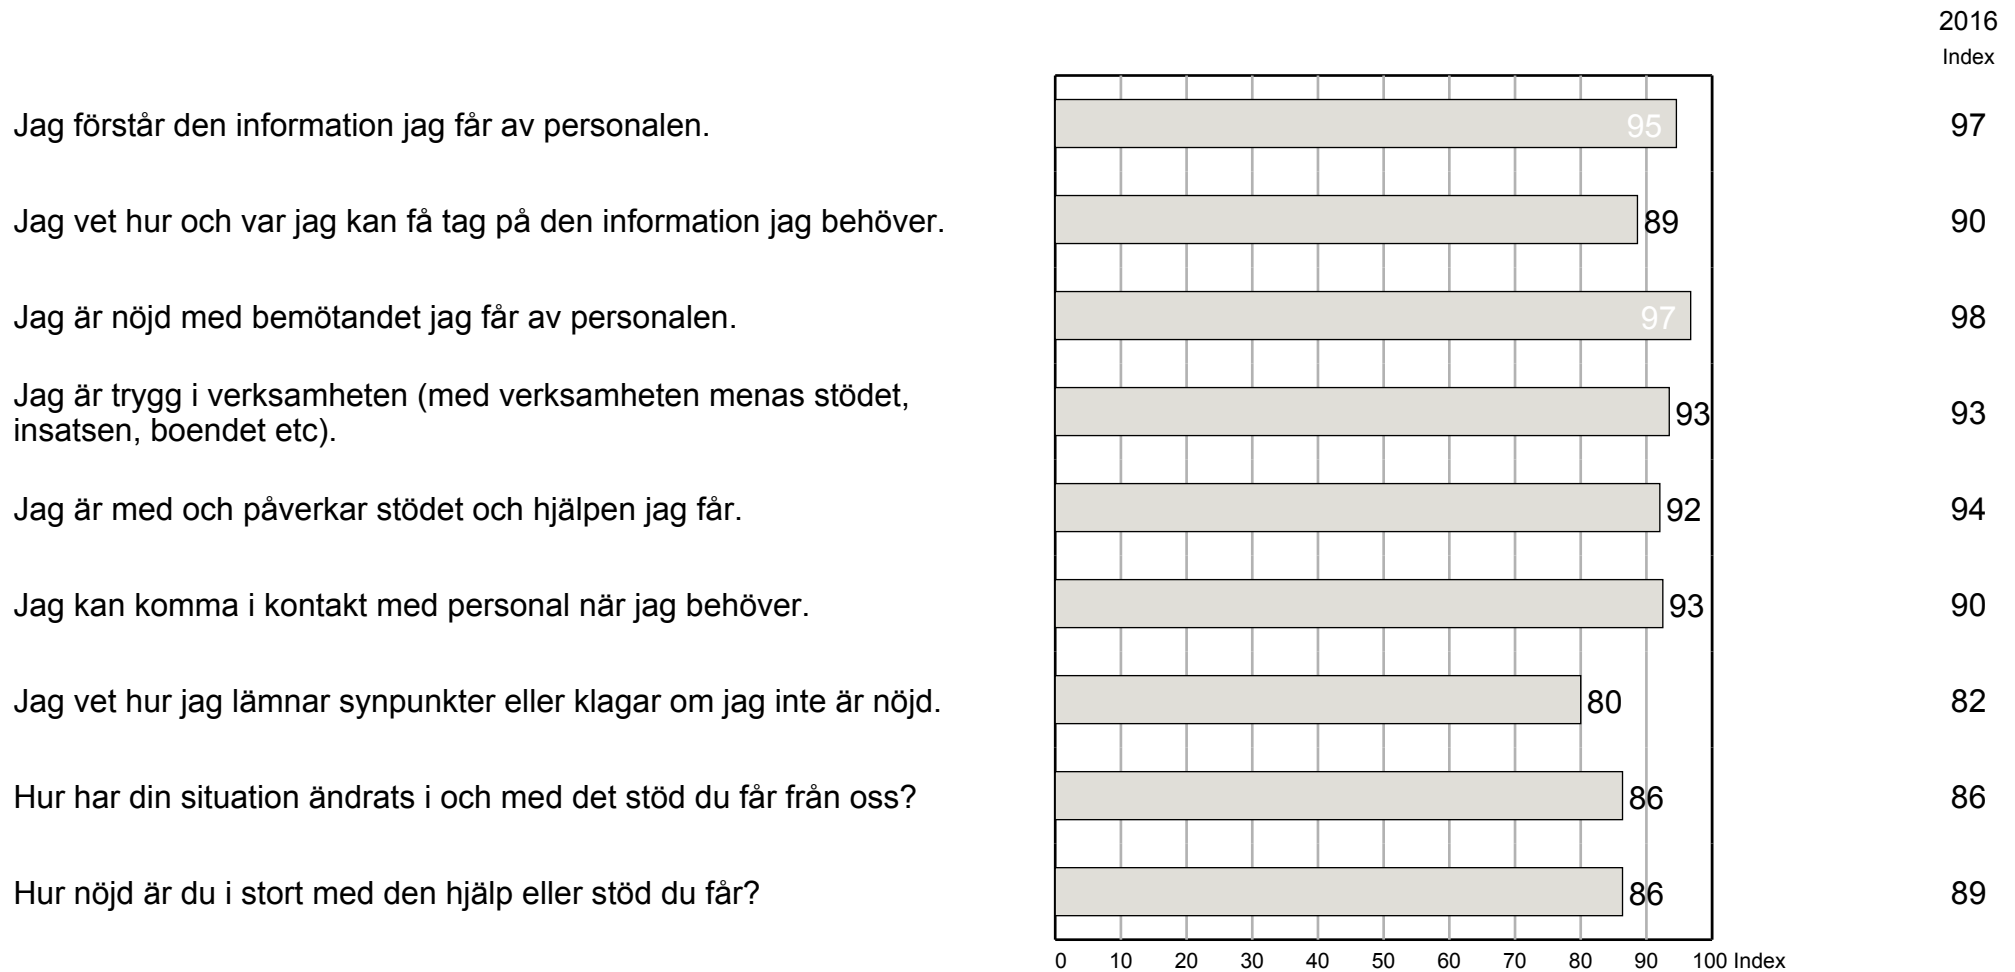 2016
Index
Jag förstår den information jag får av personalen. 95 97
Jag vet hur och var jag kan få tag på den information jag behöver. 89 90
Jag är nöjd med bemötandet jag får av personalen. 97 98
Jag är trygg i verksamheten (med verksamheten menas stödet,
insatsen, boendet etc). 93 93
Jag är med och påverkar stödet och hjälpen jag får. 92 94
Jag kan komma i kontakt med personal när jag behöver. 93 90
Jag vet hur jag lämnar synpunkter eller klagar om jag inte är nöjd. 80 82
Hur har din situation ändrats i och med det stöd du får från oss? 86 86
Hur nöjd är du i stort med den hjälp eller stöd du får? 86 89
0 10 20 30 40 50 60 70 80 90 100 Index